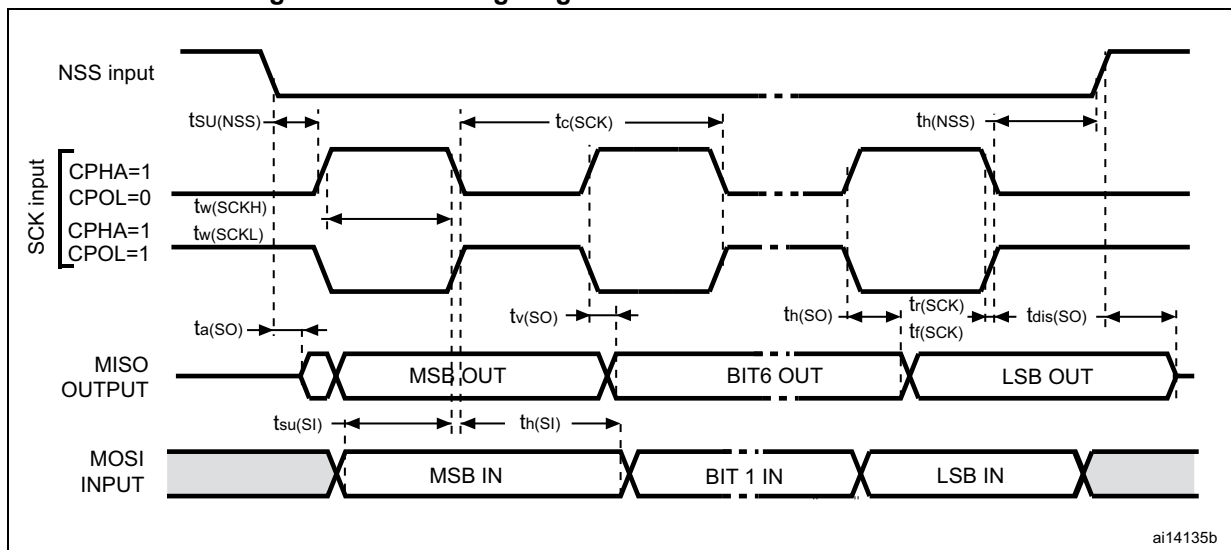 NSS input
tSU(NSS)
tc(SCK)
th(NSS)
SCK input
CPHA=1
CPOL=0
tw(SCKH)
CPHA=1
tw(SCKL)
CPOL=1
ta(SO)
tv(SO)
th(SO)
tr(SCK)
tf(SCK)
tdis(SO)
MISO
OUTPUT
MSB OUT
BIT6 OUT
LSB OUT
tsu(SI)
th(SI)
MOSI
INPUT
MSB IN
BIT 1 IN
LSB IN
ai14135b